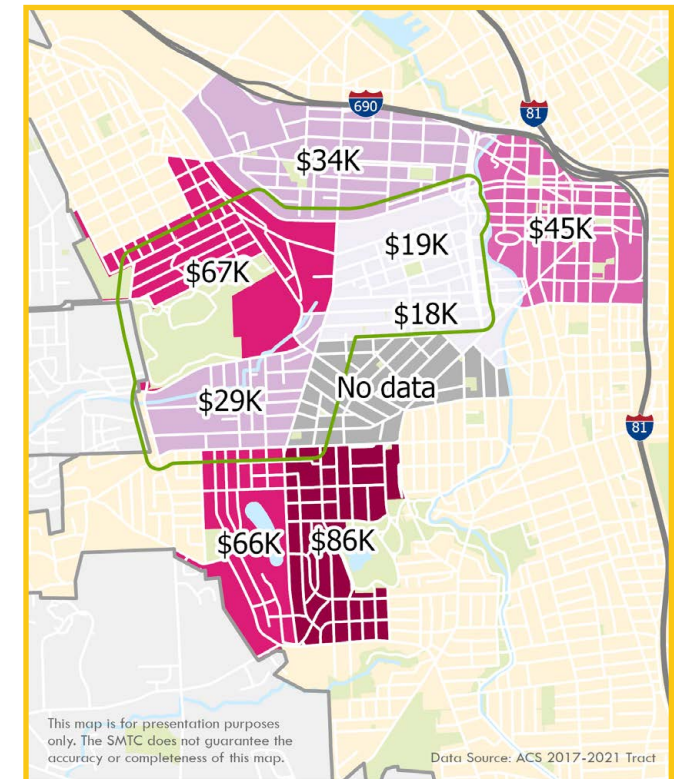 690
81
$34K
$19K
$45K
$67K
$18K
No data
$29K
81
$66K
$86K
This map is for presentation purposes
only. The SMTC does not guarantee the
accuracy or completeness of this map.
Data Source: ACS 2017-2021 Tract